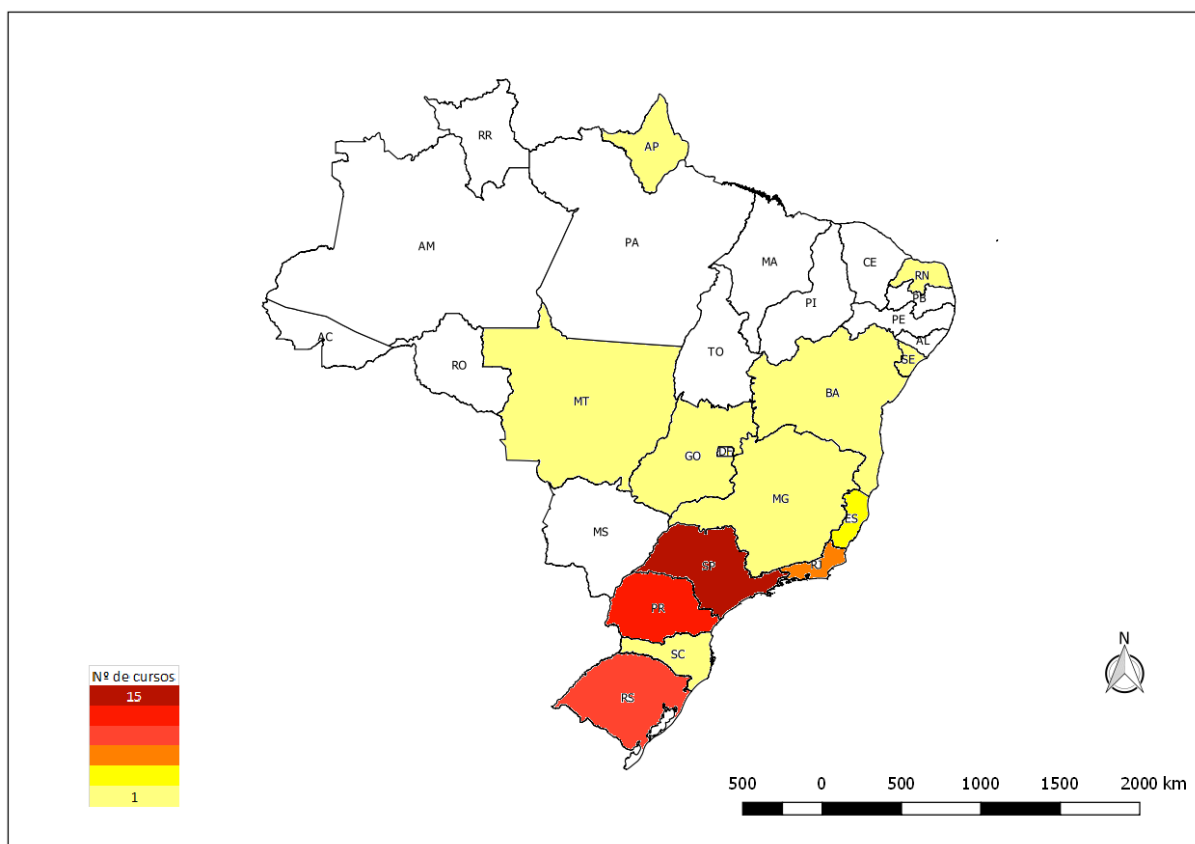 RR
AP
AM
PA
MA
CE
RN
PB
PI
PE
AC
AL
TO
SE
RO
BA
MT
DF
GO
MG
ES
MS
SP
RJ
PR
SC
RS
N
Nº de cursos
15
1
500 0 500 1000 1500 2000 km